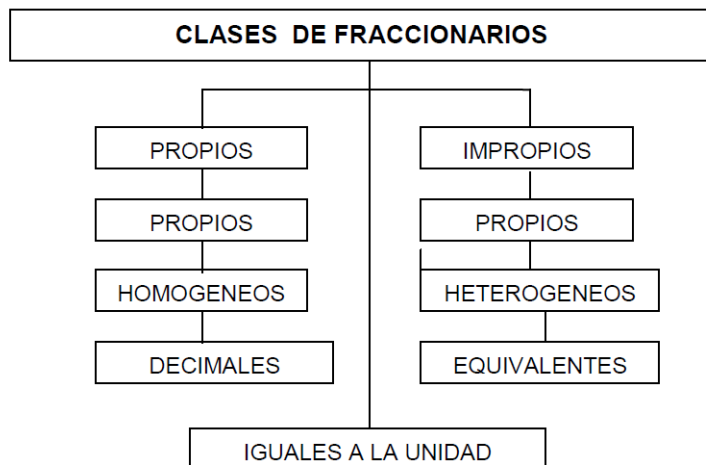 CLASES DE FRACCIONARIOS
PROPIOS
IMPROPIOS
PROPIOS
PROPIOS
HOMOGENEOS
HETEROGENEOS
DECIMALES
EQUIVALENTES
IGUALES A LA UNIDAD